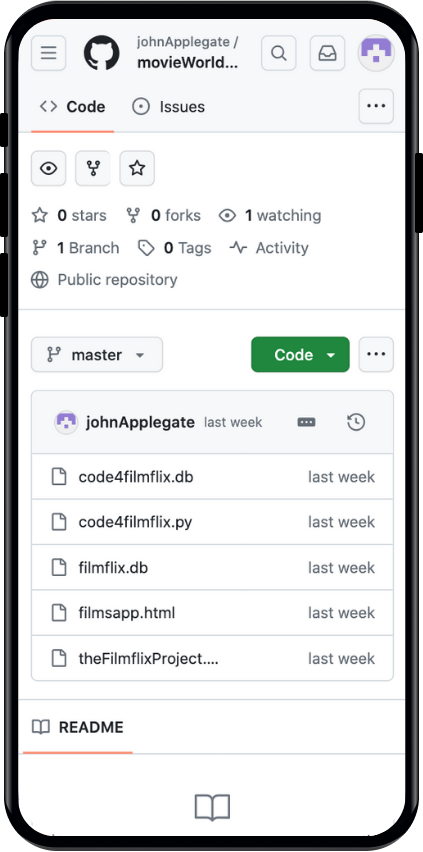 johnApplegate /
movieWorld...
Code
Issues
0 stars
0 forks
1 watching
1 Branch
0 Tags
Activity
Public repository
master
Code
johnApplegate last week
code4filmflix.db last week
code4filmflix.py last week
filmflix.db last week
filmsapp.html last week
theFilmflixProject.... last week
README